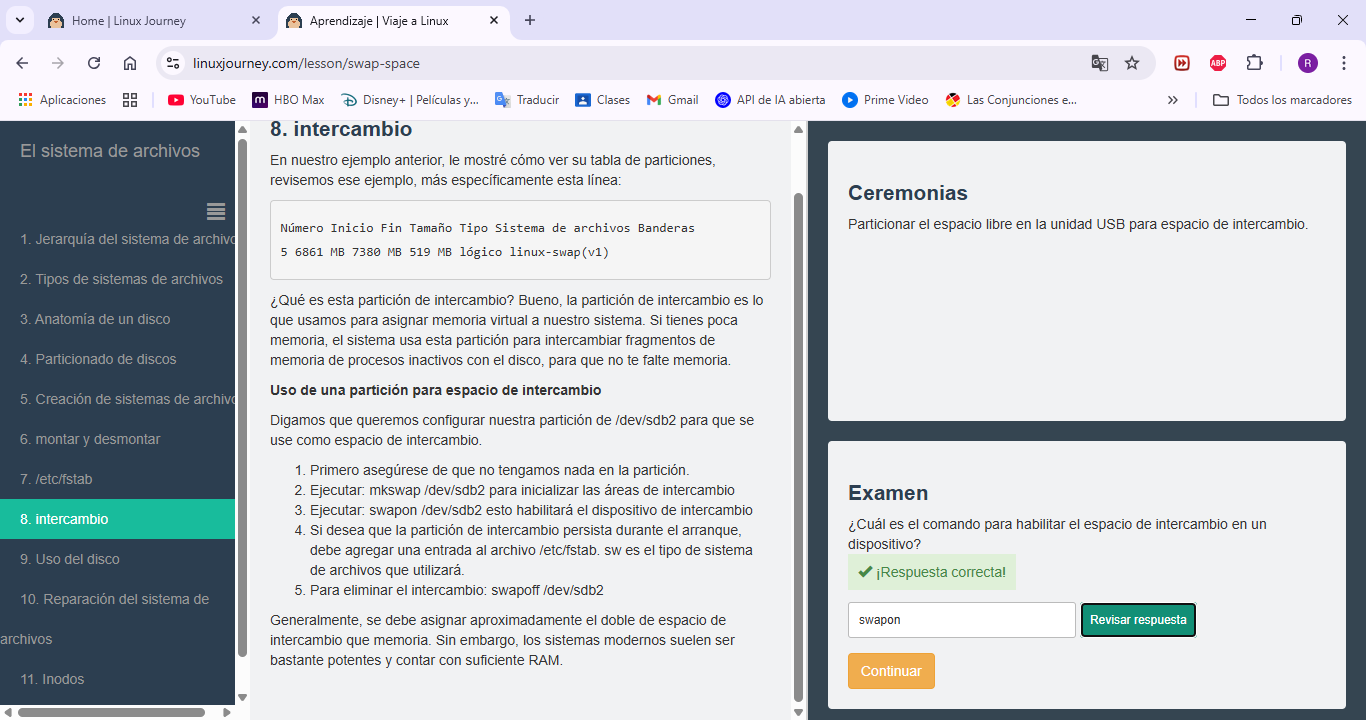 Home | Linux Journey
Aprendizaje | Viaje a Linux
linuxjourney.com/lesson/swap-space
ABP
R
Aplicaciones
YouTube
HBO Max
Disney+ | Películas y...
Traducir
Clases
Gmail
API de IA abierta
Prime Video
Las Conjunciones e...
Todos los marcadores
El sistema de archivos
1. Jerarquía del sistema de archivo
2. Tipos de sistemas de archivos
3. Anatomía de un disco
4. Particionado de discos
5. Creación de sistemas de archivo
6. montar y desmontar
7. /etc/fstab
8. intercambio
9. Uso del disco
10. Reparación del sistema de
archivos
11. Inodos
8. intercambio
En nuestro ejemplo anterior, le mostré cómo ver su tabla de particiones,
revisemos ese ejemplo, más específicamente esta línea:
Número Inicio Fin Tamaño Tipo Sistema de archivos Banderas
5 6861 MB 7380 MB 519 MB lógico linux-swap(v1)
¿Qué es esta partición de intercambio? Bueno, la partición de intercambio es lo
que usamos para asignar memoria virtual a nuestro sistema. Si tienes poca
memoria, el sistema usa esta partición para intercambiar fragmentos de
memoria de procesos inactivos con el disco, para que no te falte memoria.
Uso de una partición para espacio de intercambio
Digamos que queremos configurar nuestra partición de /dev/sdb2 para que se
use como espacio de intercambio.
1. Primero asegúrese de que no tengamos nada en la partición.
2. Ejecutar: mkswap /dev/sdb2 para inicializar las áreas de intercambio
3. Ejecutar: swapon /dev/sdb2 esto habilitará el dispositivo de intercambio
4. Si desea que la partición de intercambio persista durante el arranque,
debe agregar una entrada al archivo /etc/fstab. sw es el tipo de sistema
de archivos que utilizará.
5. Para eliminar el intercambio: swapoff /dev/sdb2
Generalmente, se debe asignar aproximadamente el doble de espacio de
intercambio que memoria. Sin embargo, los sistemas modernos suelen ser
bastante potentes y contar con suficiente RAM.
Ceremonias
Particionar el espacio libre en la unidad USB para espacio de intercambio.
Examen
¿Cuál es el comando para habilitar el espacio de intercambio en un
dispositivo?
¡Respuesta correcta!
swapon
Revisar respuesta
Continuar